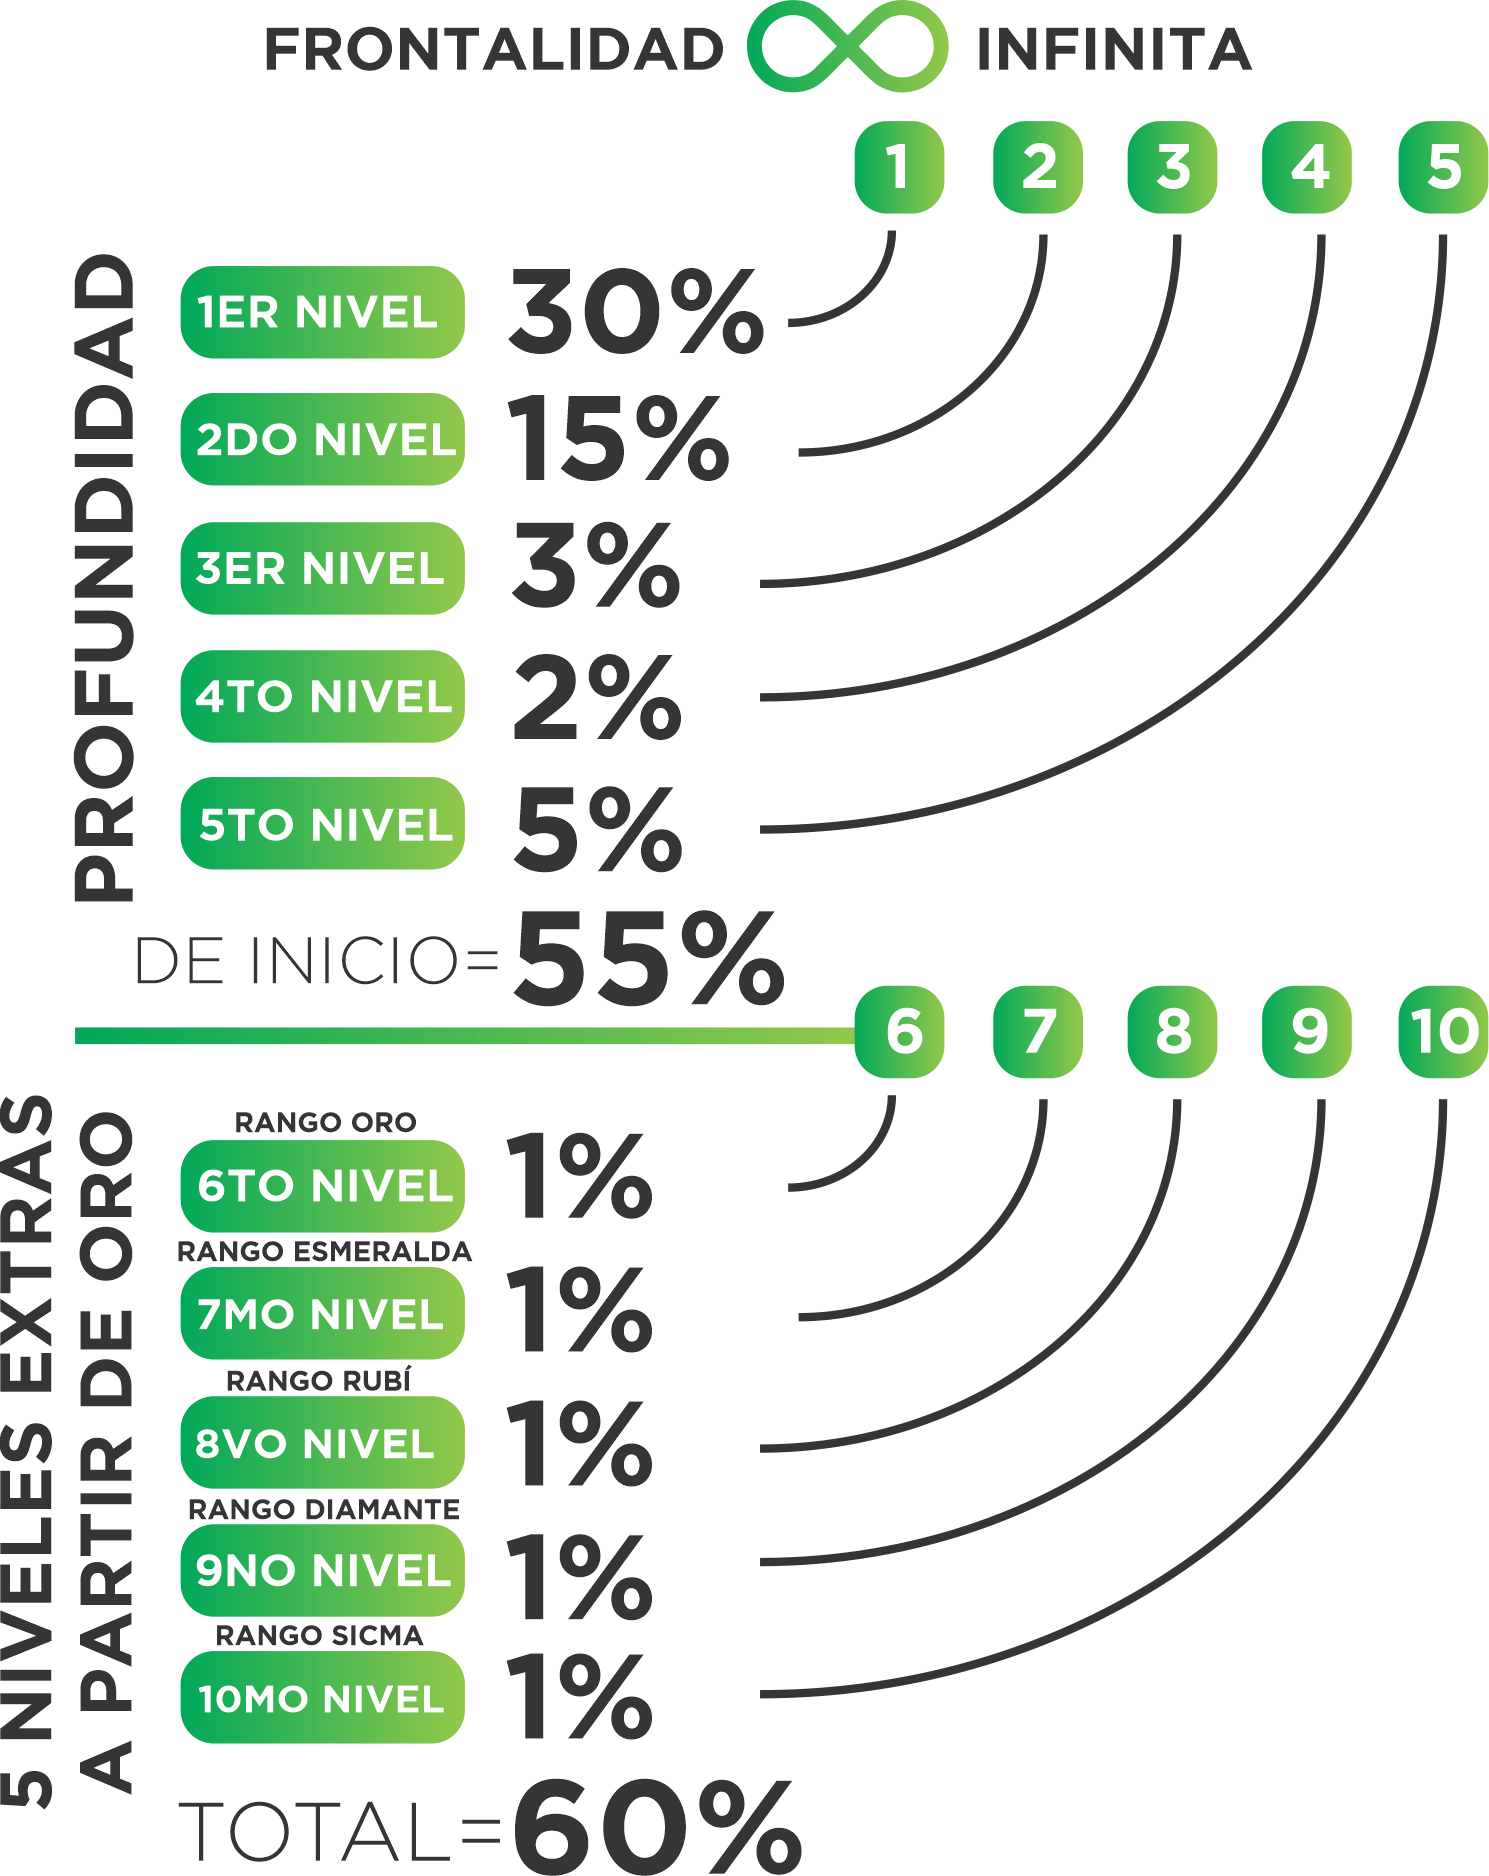 FRONTALIDAD INFINITA
1 2 3 4 5
PROFUNDIDAD
1ER NIVEL 30%
2DO NIVEL 15%
3ER NIVEL 3%
4TO NIVEL 2%
5TO NIVEL 5%
DE INICIO= 55%
6 7 8 9 10
5 NIVELES EXTRAS
A PARTIR DE ORO
RANGO ORO
6TO NIVEL 1%
RANGO ESMERALDA
7MO NIVEL 1%
RANGO RUBÍ
8VO NIVEL 1%
RANGO DIAMANTE
9NO NIVEL 1%
RANGO SICMA
10MO NIVEL 1%
TOTAL=60%